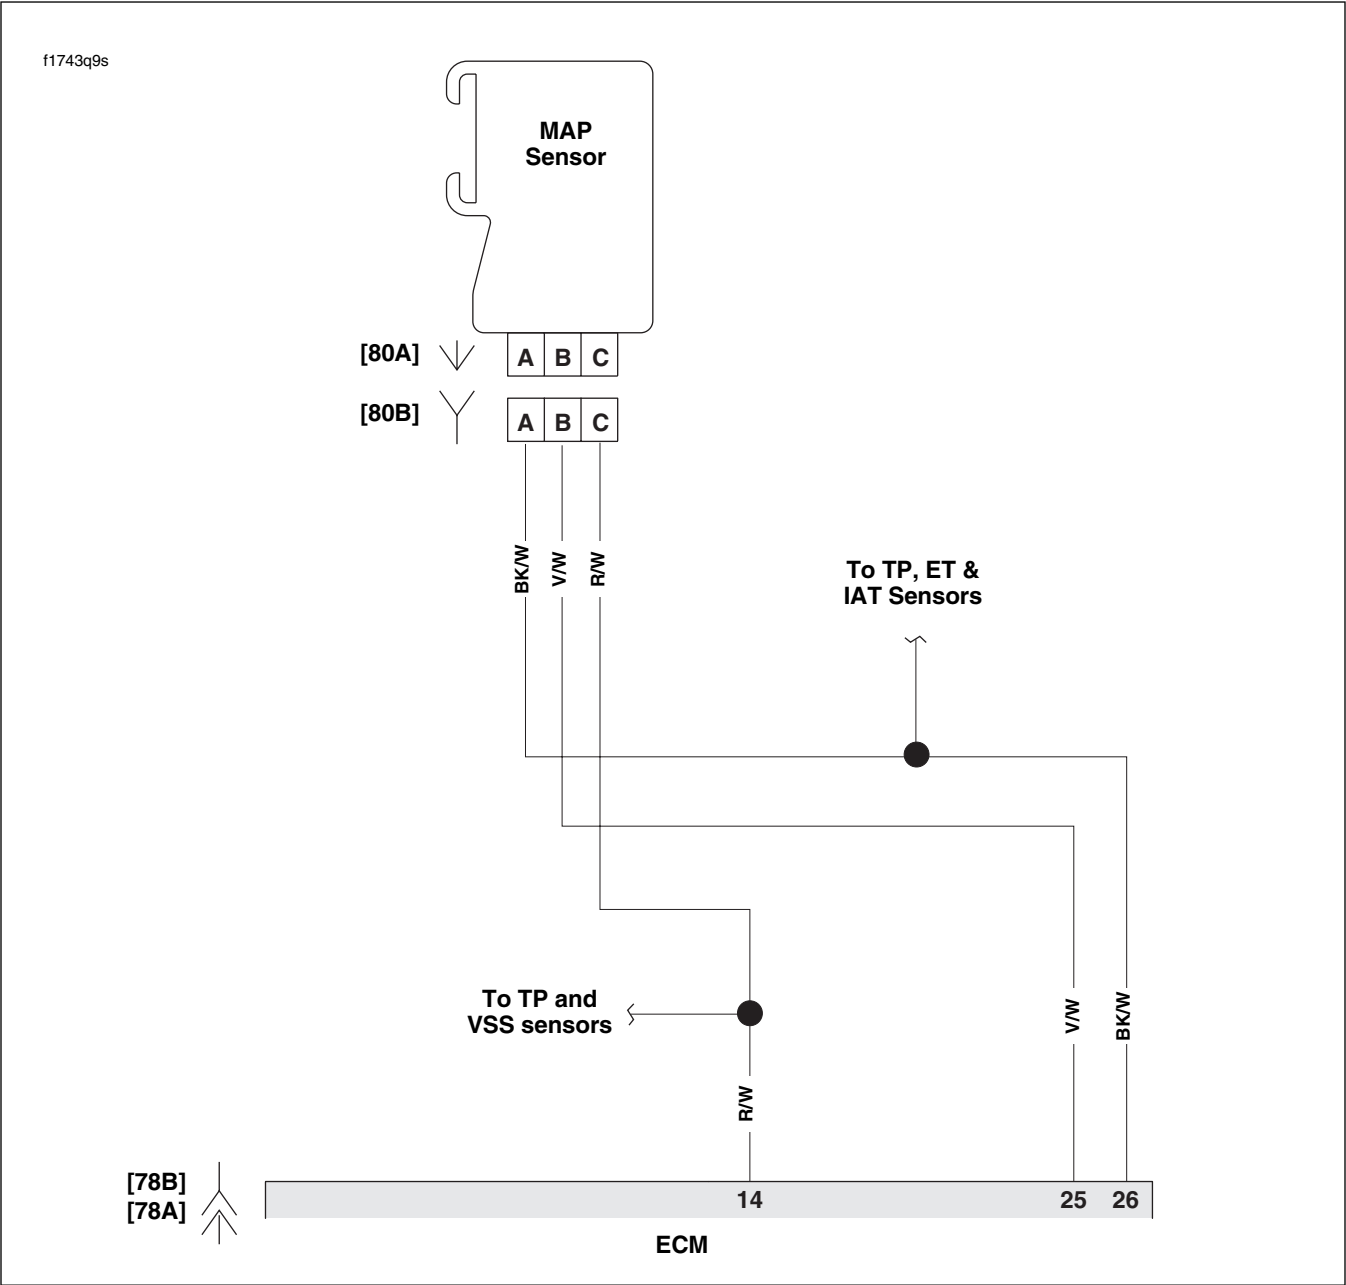 f1743q9s
MAP
Sensor
[80A]
A B C
[80B]
A B C
BK/W
V/W
R/W
To TP, ET &
IAT Sensors
To TP and
VSS sensors
V/W
BK/W
R/W
[78B]
[78A]
14 25 26
ECM